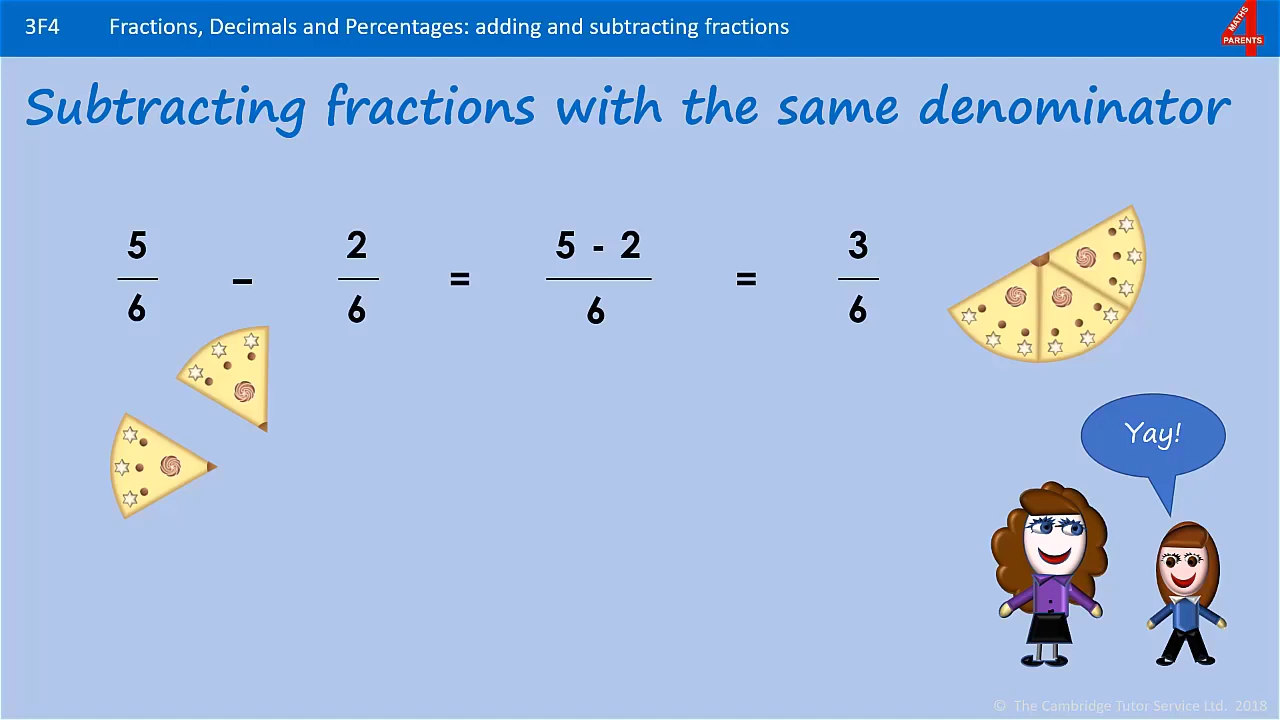 3F4 Fractions, Decimals and Percentages: adding and subtracting fractions
MATHS
4
PARENTS
Subtracting fractions with the same denominator
5 2 5 - 2 3
– = =
6 6 6 6
Yay!
© The Cambridge Tutor Service Ltd. 2018